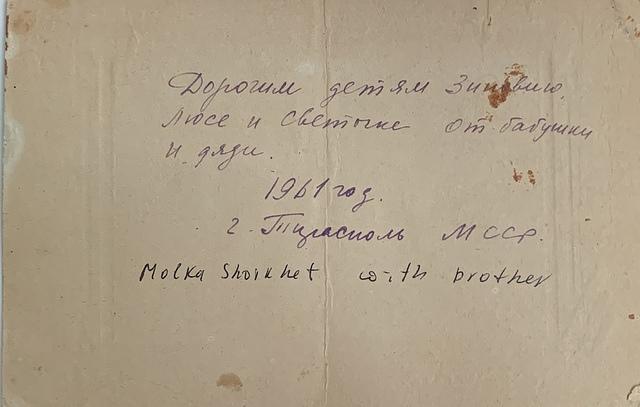 Дорогим детям Зиновию,
Люсе и Светочке от бабушки
и дяди.
1961 год.
г. Тирасполь МССР.
Molka Shoikhet with brother